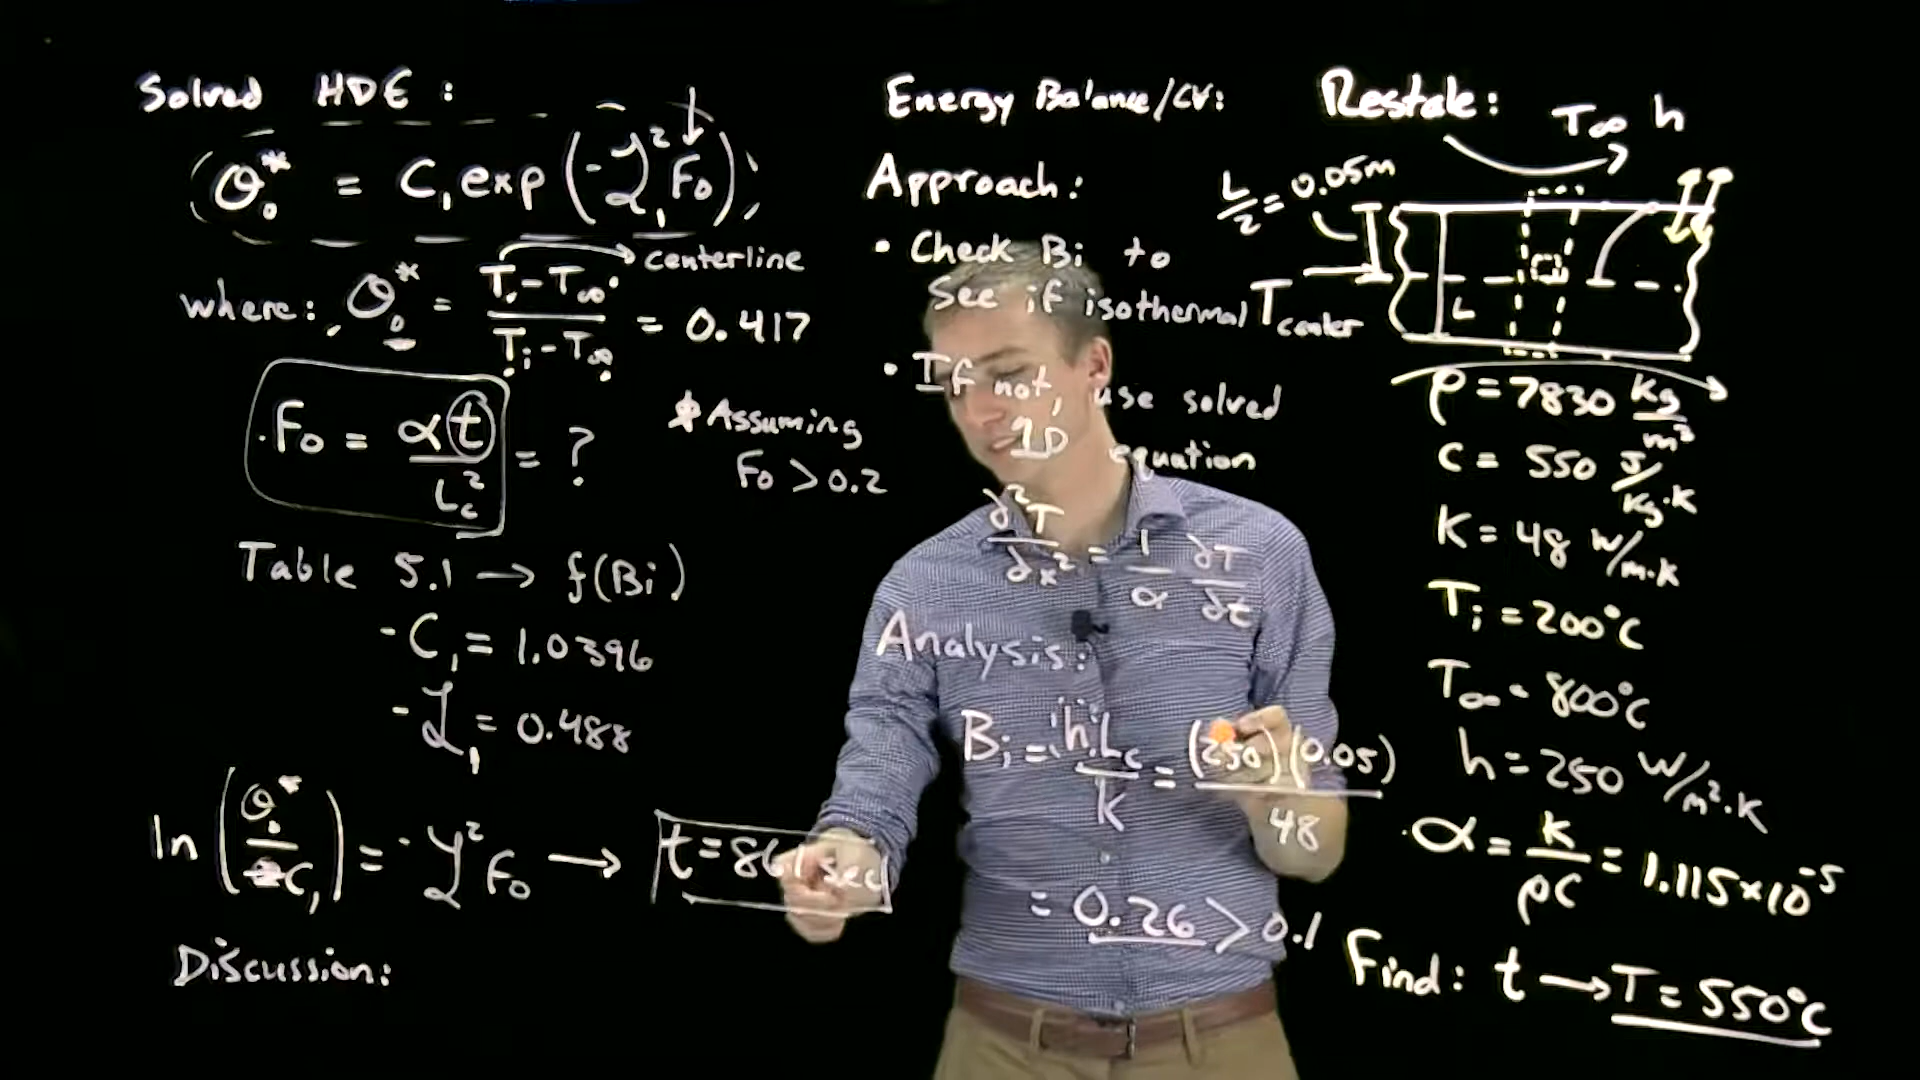 Solved HDE:
θ₀* = C₁ exp(-ζ₁² Fo)
where: θ₀* = (T₀ - T∞) / (Tᵢ - T∞) = 0.417
centerline
Fo = αt / Lc² = ?
* Assuming
Fo > 0.2
Table 5.1 → f(Bi)
- C₁ = 1.0396
- ζ₁ = 0.488
ln(θ₀* / C₁) = -ζ₁² Fo → t = 861 sec
Discussion:
Energy Balance/CV:
Approach:
• Check Bi to
see if isothermal
• If not, use solved
1D equation
∂²T/∂x² = 1/α ∂T/∂t
Analysis:
Bi = hLc / k = (250)(0.05) / 48
= 0.26 > 0.1
Restate:
T∞ h
L/2 = 0.05m
Tcenter
L
ρ = 7830 kg/m³
C = 550 J/kg·K
K = 48 W/m·K
Tᵢ = 200°C
T∞ = 800°C
h = 250 W/m²·K
α = K / ρC = 1.115×10⁻⁵
Find: t → T = 550°C